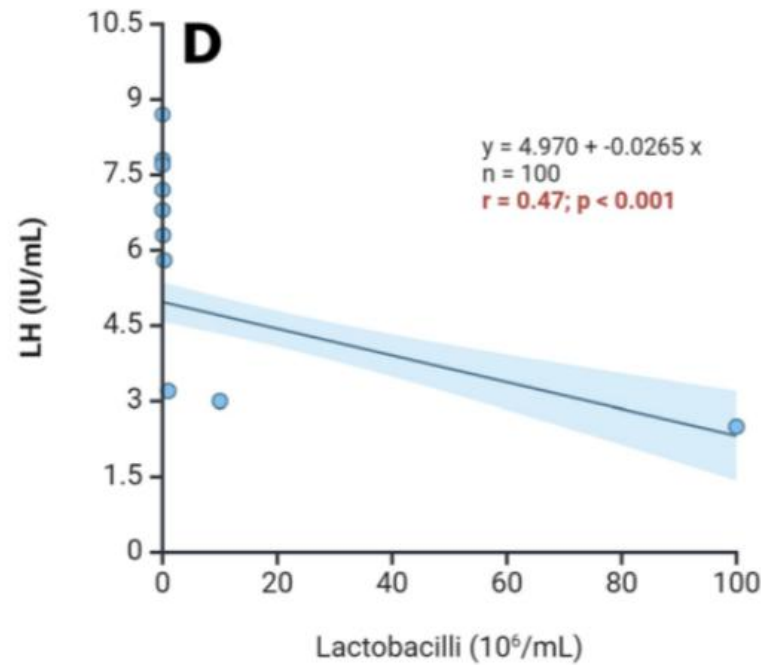 D
10.5
9
7.5
6
4.5
3
1.5
0
LH (IU/mL)
y = 4.970 + -0.0265 x
n = 100
r = 0.47; p < 0.001
0 20 40 60 80 100
Lactobacilli (10⁶/mL)